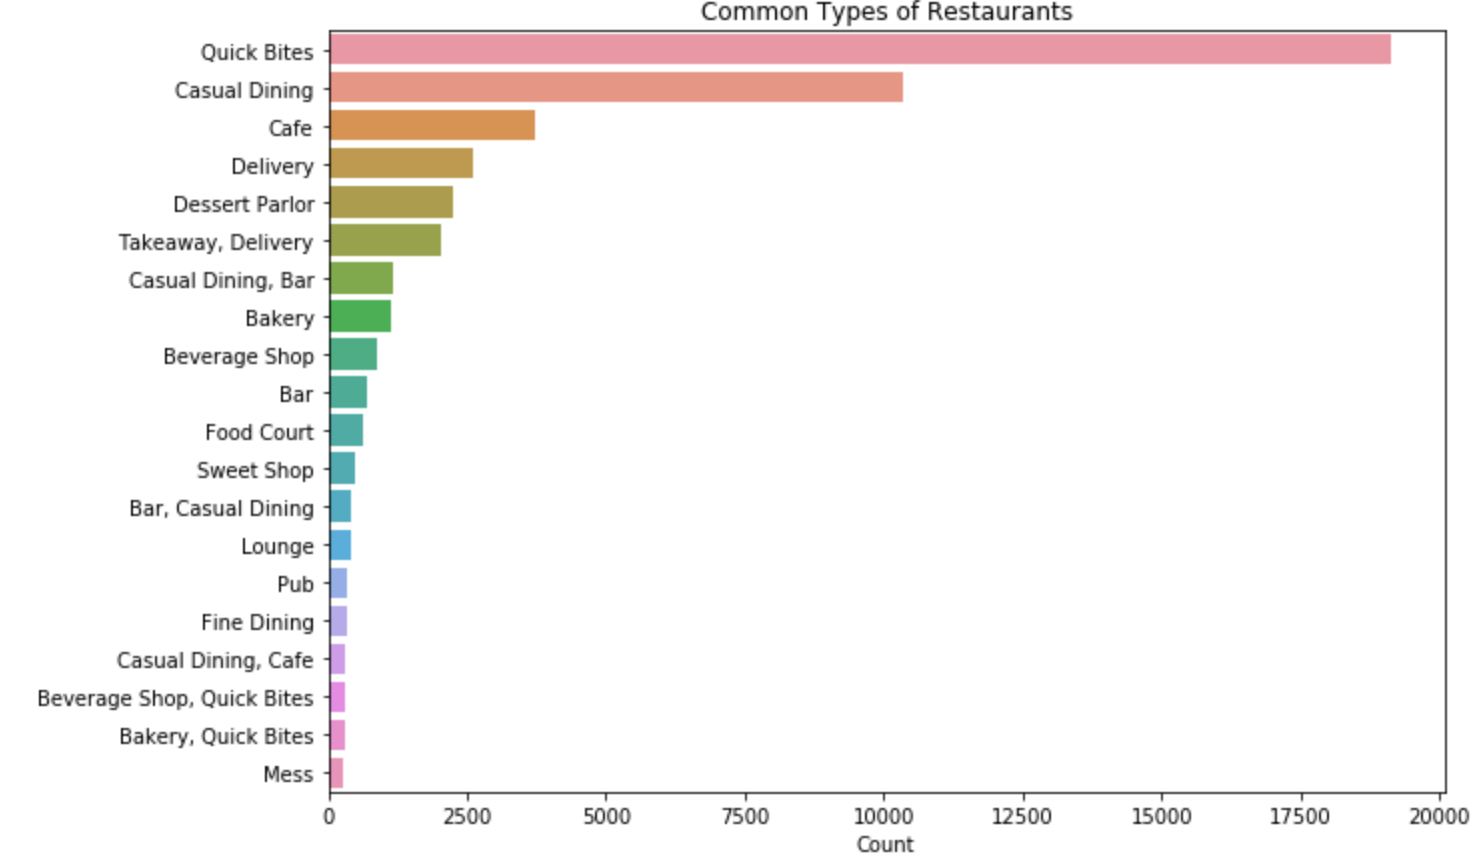 Common Types of Restaurants
Quick Bites
Casual Dining
Cafe
Delivery
Dessert Parlor
Takeaway, Delivery
Casual Dining, Bar
Bakery
Beverage Shop
Bar
Food Court
Sweet Shop
Bar, Casual Dining
Lounge
Pub
Fine Dining
Casual Dining, Cafe
Beverage Shop, Quick Bites
Bakery, Quick Bites
Mess
0 2500 5000 7500 10000 12500 15000 17500 20000
Count